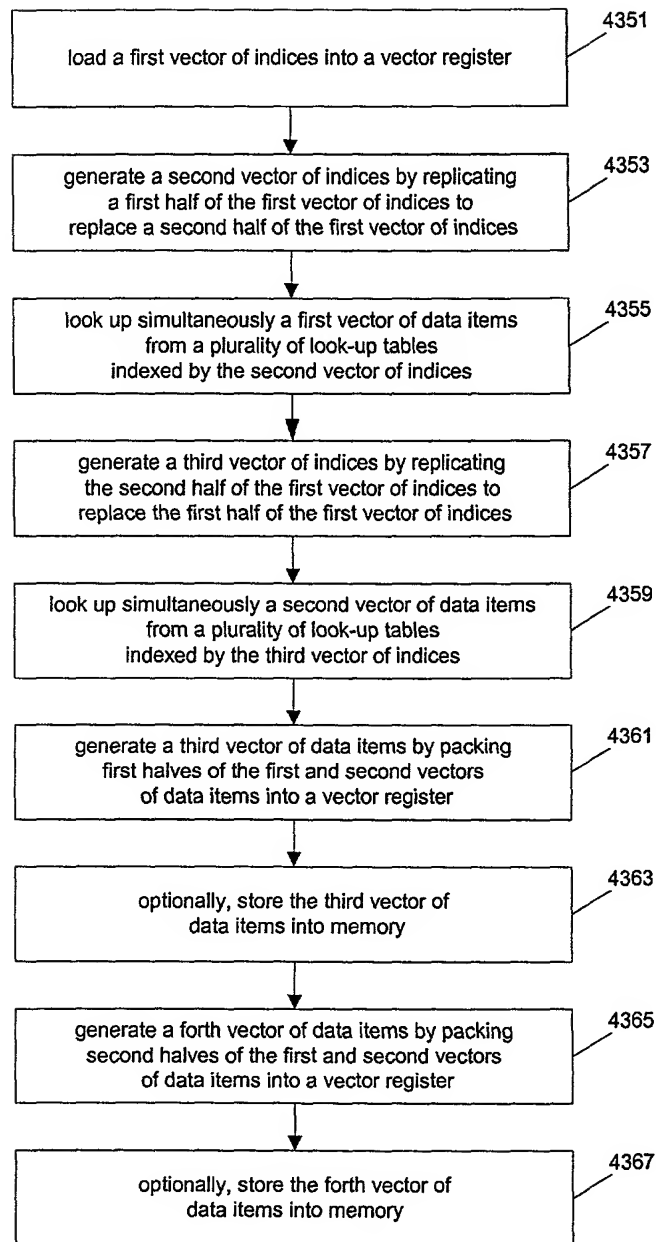 4351
load a first vector of indices into a vector register
4353
generate a second vector of indices by replicating
a first half of the first vector of indices to
replace a second half of the first vector of indices
4355
look up simultaneously a first vector of data items
from a plurality of look-up tables
indexed by the second vector of indices
4357
generate a third vector of indices by replicating
the second half of the first vector of indices to
replace the first half of the first vector of indices
4359
look up simultaneously a second vector of data items
from a plurality of look-up tables
indexed by the third vector of indices
4361
generate a third vector of data items by packing
first halves of the first and second vectors
of data items into a vector register
4363
optionally, store the third vector of
data items into memory
4365
generate a forth vector of data items by packing
second halves of the first and second vectors
of data items into a vector register
4367
optionally, store the forth vector of
data items into memory